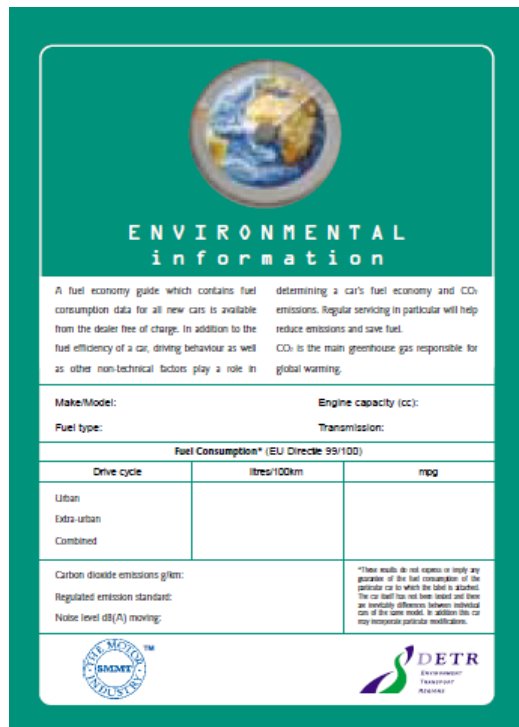 ENVIRONMENTAL
information
A fuel economy guide which contains fuel
consumption data for all new cars is available
from the dealer free of charge. In addition to the
fuel efficiency of a car, driving behaviour as well
as other non-technical factors play a role in
determining a car's fuel economy and CO₂
emissions. Regular servicing in particular will help
reduce emissions and save fuel.
CO₂ is the main greenhouse gas responsible for
global warming.
Make/Model:
Engine capacity (cc):
Fuel type:
Transmission:
Fuel Consumption* (EU Directie 99/100)
Drive cycle
litres/100km
mpg
Urban
Extra-urban
Combined
Carbon dioxide emissions g/km:
Regulated emission standard:
Noise level dB(A) moving:
*These results do not express or imply any
guarantee of the fuel consumption of the
particular car to which the label is attached.
The car itself has not been tested and there
are inevitably differences between individual
cars of the same model. In addition this car
may incorporate particular modifications.
THE MOTOR
SMMT
INDUSTRY
TM
DETR
ENVIRONMENT
TRANSPORT
REGIONS